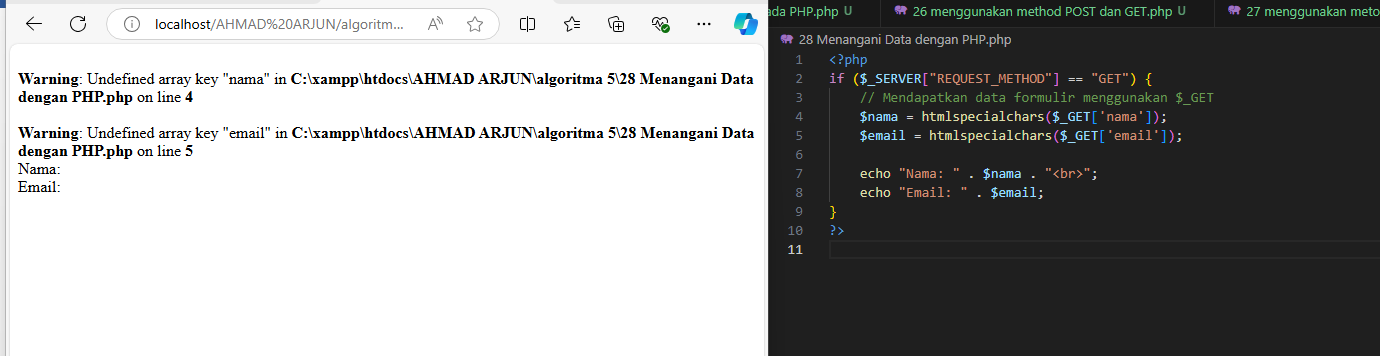 localhost/AHMAD%20ARJUN/algoritm...
Warning: Undefined array key "nama" in C:\xampp\htdocs\AHMAD ARJUN\algoritma 5\28 Menangani Data
dengan PHP.php on line 4
Warning: Undefined array key "email" in C:\xampp\htdocs\AHMAD ARJUN\algoritma 5\28 Menangani Data
dengan PHP.php on line 5
Nama:
Email:
ada PHP.php U 26 menggunakan method POST dan GET.php U 27 menggunakan meto
28 Menangani Data dengan PHP.php
1 <?php
2 if ($_SERVER["REQUEST_METHOD"] == "GET") {
3 // Mendapatkan data formulir menggunakan $_GET
4 $nama = htmlspecialchars($_GET['nama']);
5 $email = htmlspecialchars($_GET['email']);
6
7 echo "Nama: " . $nama . "<br>";
8 echo "Email: " . $email;
9 }
10 ?>
11